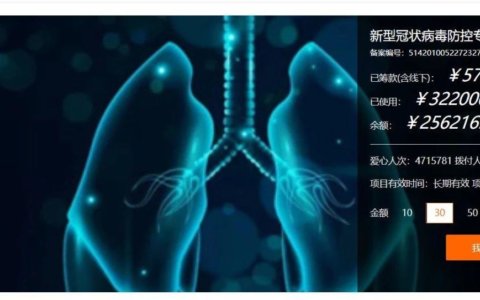 新型冠状病毒防控专
备案编号：51420100522723 27
已筹款(含线下)： ￥57
已使用： ￥322000
余额： ￥256216
爱心人次：4715781 拨付人
项目有效时间：长期有效 项
金额 10 30 50
我